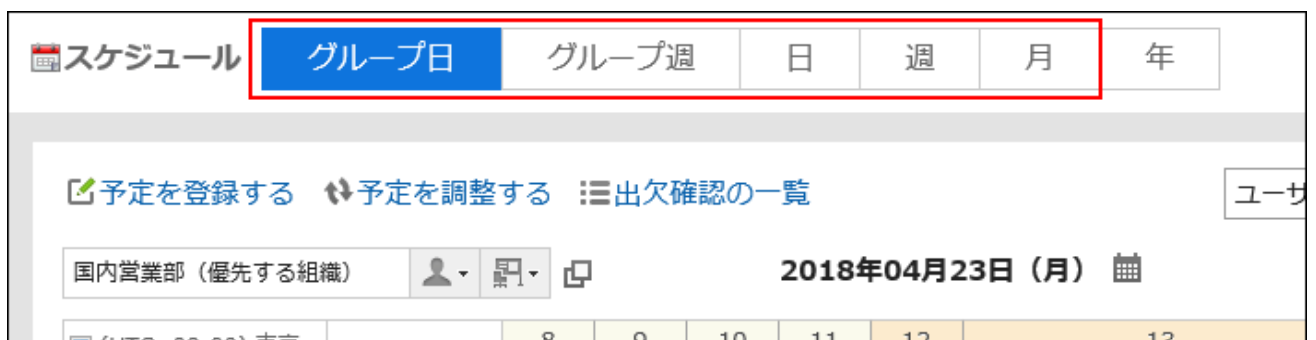 スケジュール グループ日 グループ週 日 週 月 年
予定を登録する 予定を調整する 出欠確認の一覧
ユーザ
国内営業部（優先する組織） 2018年04月23日（月）
8 9 10 11 12 13